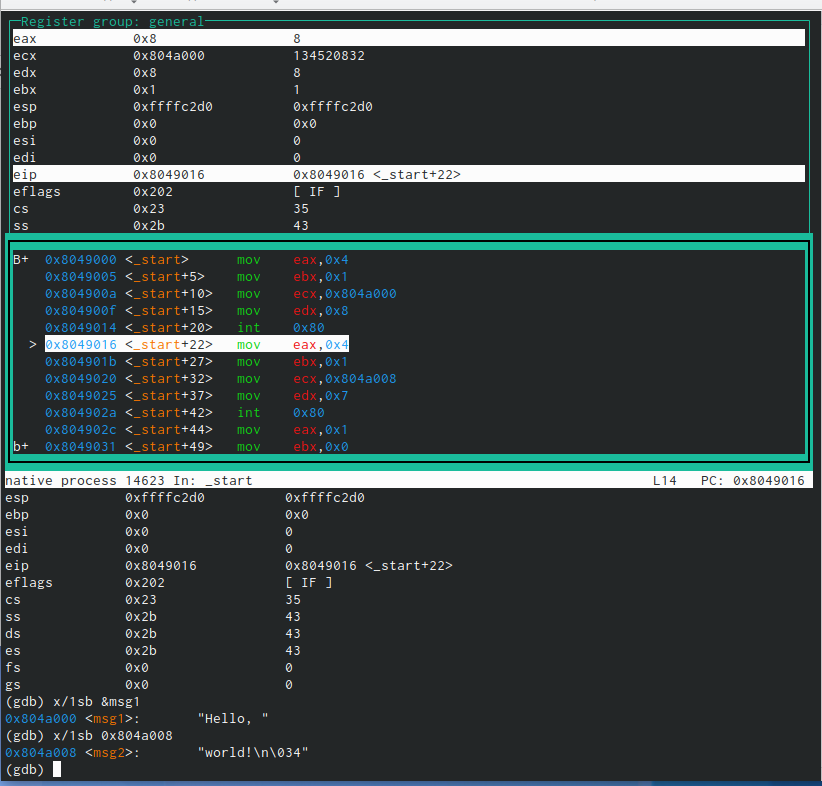 Register group: general
eax 0x8 8
ecx 0x804a000 134520832
edx 0x8 8
ebx 0x1 1
esp 0xffffc2d0 0xffffc2d0
ebp 0x0 0x0
esi 0x0 0
edi 0x0 0
eip 0x8049016 0x8049016 <_start+22>
eflags 0x202 [ IF ]
cs 0x23 35
ss 0x2b 43
B+ 0x8049000 <_start> mov eax,0x4
0x8049005 <_start+5> mov ebx,0x1
0x804900a <_start+10> mov ecx,0x804a000
0x804900f <_start+15> mov edx,0x8
0x8049014 <_start+20> int 0x80
> 0x8049016 <_start+22> mov eax,0x4
0x804901b <_start+27> mov ebx,0x1
0x8049020 <_start+32> mov ecx,0x804a008
0x8049025 <_start+37> mov edx,0x7
0x804902a <_start+42> int 0x80
0x804902c <_start+44> mov eax,0x1
b+ 0x8049031 <_start+49> mov ebx,0x0
native process 14623 In: _start L14 PC: 0x8049016
esp 0xffffc2d0 0xffffc2d0
ebp 0x0 0x0
esi 0x0 0
edi 0x0 0
eip 0x8049016 0x8049016 <_start+22>
eflags 0x202 [ IF ]
cs 0x23 35
ss 0x2b 43
ds 0x2b 43
es 0x2b 43
fs 0x0 0
gs 0x0 0
(gdb) x/1sb &msg1
0x804a000 <msg1>: "Hello, "
(gdb) x/1sb 0x804a008
0x804a008 <msg2>: "world!\n\034"
(gdb)